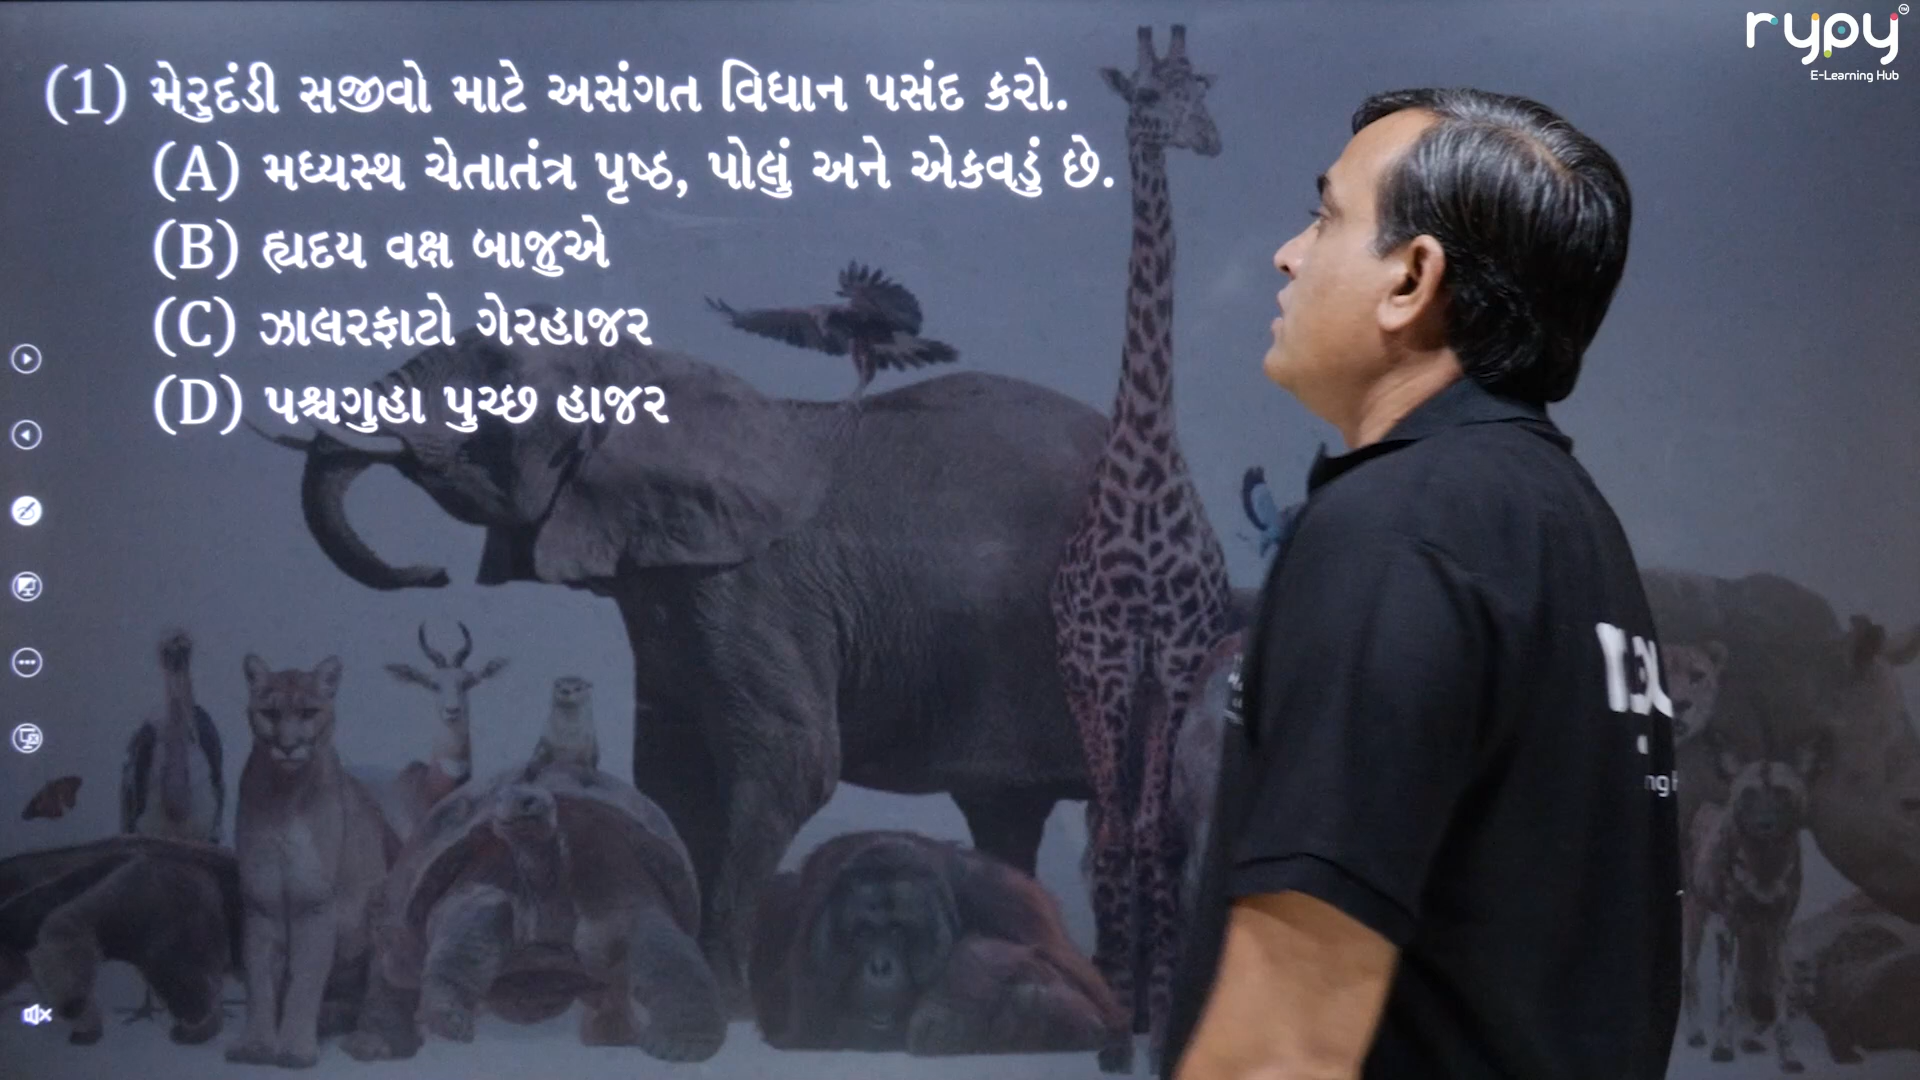 rypy
E-Learning Hub
(1) મેરુદંડી સજીવો માટે અસંગત વિધાન પસંદ કરો.
(A) મધ્યસ્થ ચેતાતંત્ર પૃષ્ઠ, પોલું અને એકવડું છે.
(B) હ્યદય વક્ષ બાજુએ
(C) ઝાલરફાટો ગેરહાજર
(D) પશ્ચગુહા પુચ્છ હાજર